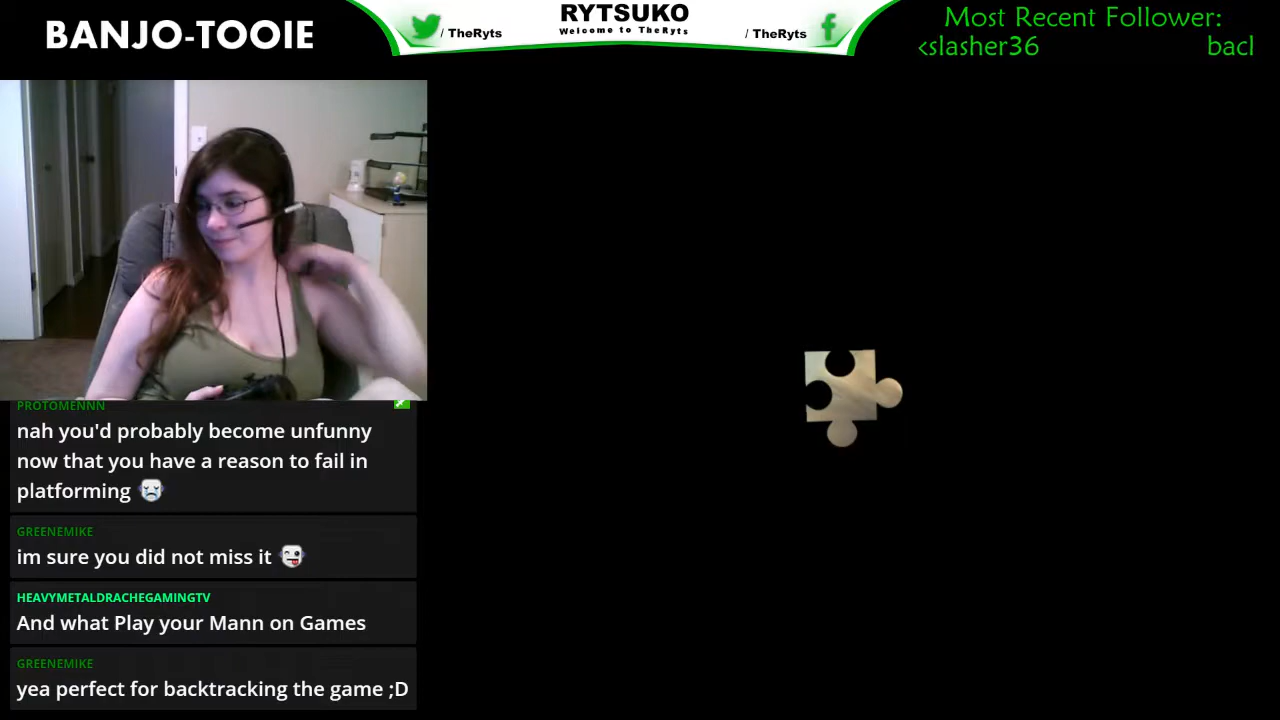 BANJO-TOOIE
/ TheRyts
RYTSUKO
Welcome to TheRyts
/ TheRyts
Most Recent Follower:
<slasher36 bacl
PROTOMENNN
nah you'd probably become unfunny
now that you have a reason to fail in
platforming
GREENEMIKE
im sure you did not miss it
HEAVYMETALDRACHEGAMINGTV
And what Play your Mann on Games
GREENEMIKE
yea perfect for backtracking the game ;D